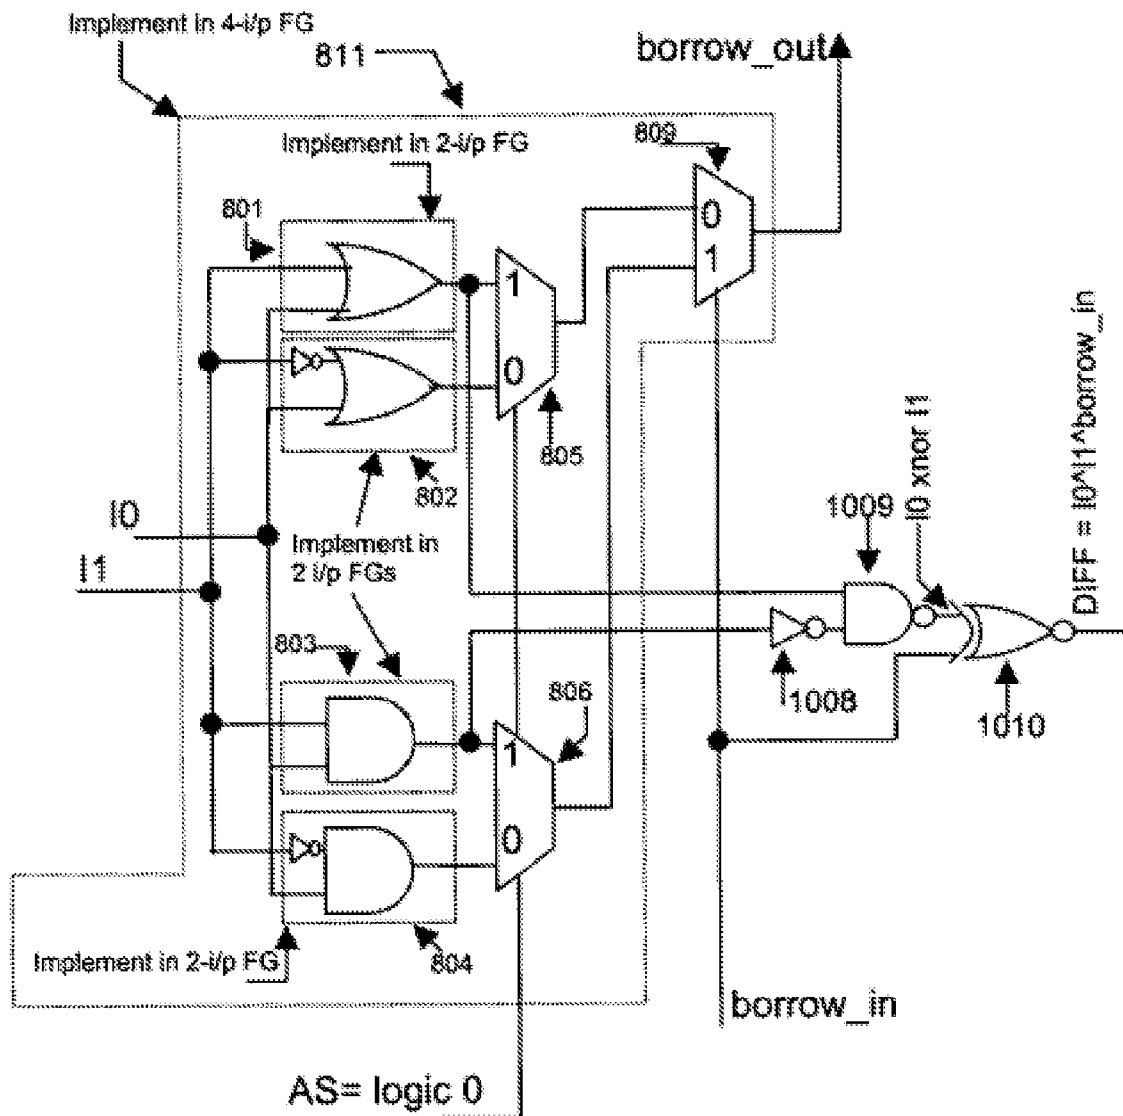 Implement in 4-i/p FG
811
borrow_out
809
Implement in 2-i/p FG
801
0
1
1
0
805
802
I0
Implement in
2 i/p FGs
I1
1009
I0 xnor I1
DIFF = I0^I1^borrow_in
803
806
1008
1010
1
0
Implement in 2-i/p FG
804
borrow_in
AS= logic 0